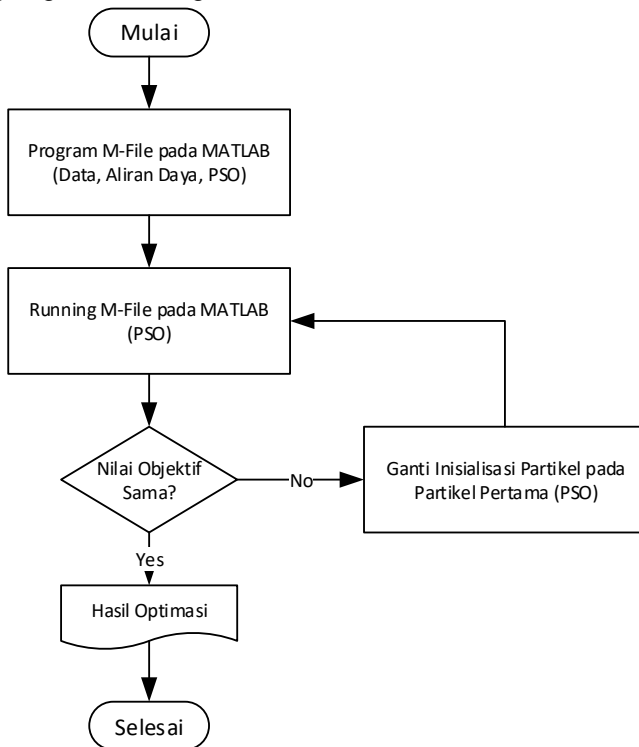 Mulai
Program M-File pada MATLAB
(Data, Aliran Daya, PSO)
Running M-File pada MATLAB
(PSO)
Nilai Objektif
Sama?
No
Ganti Inisialisasi Partikel pada
Partikel Pertama (PSO)
Yes
Hasil Optimasi
Selesai